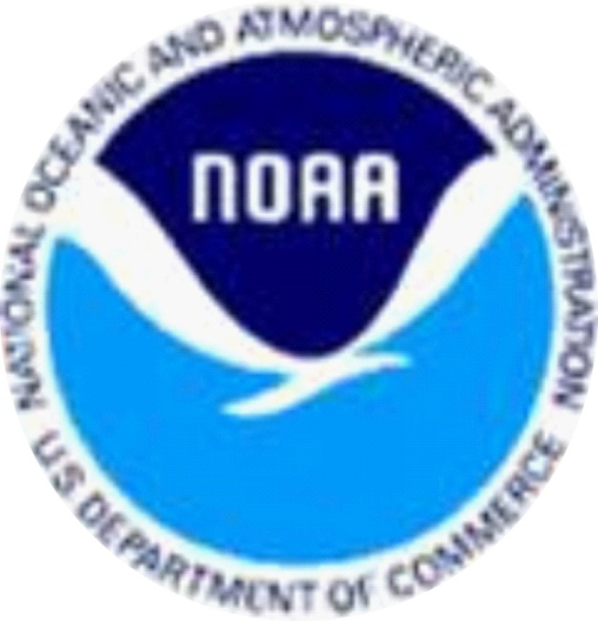 NATIONAL OCEANIC AND ATMOSPHERIC ADMINISTRATION
NOAA
U.S. DEPARTMENT OF COMMERCE